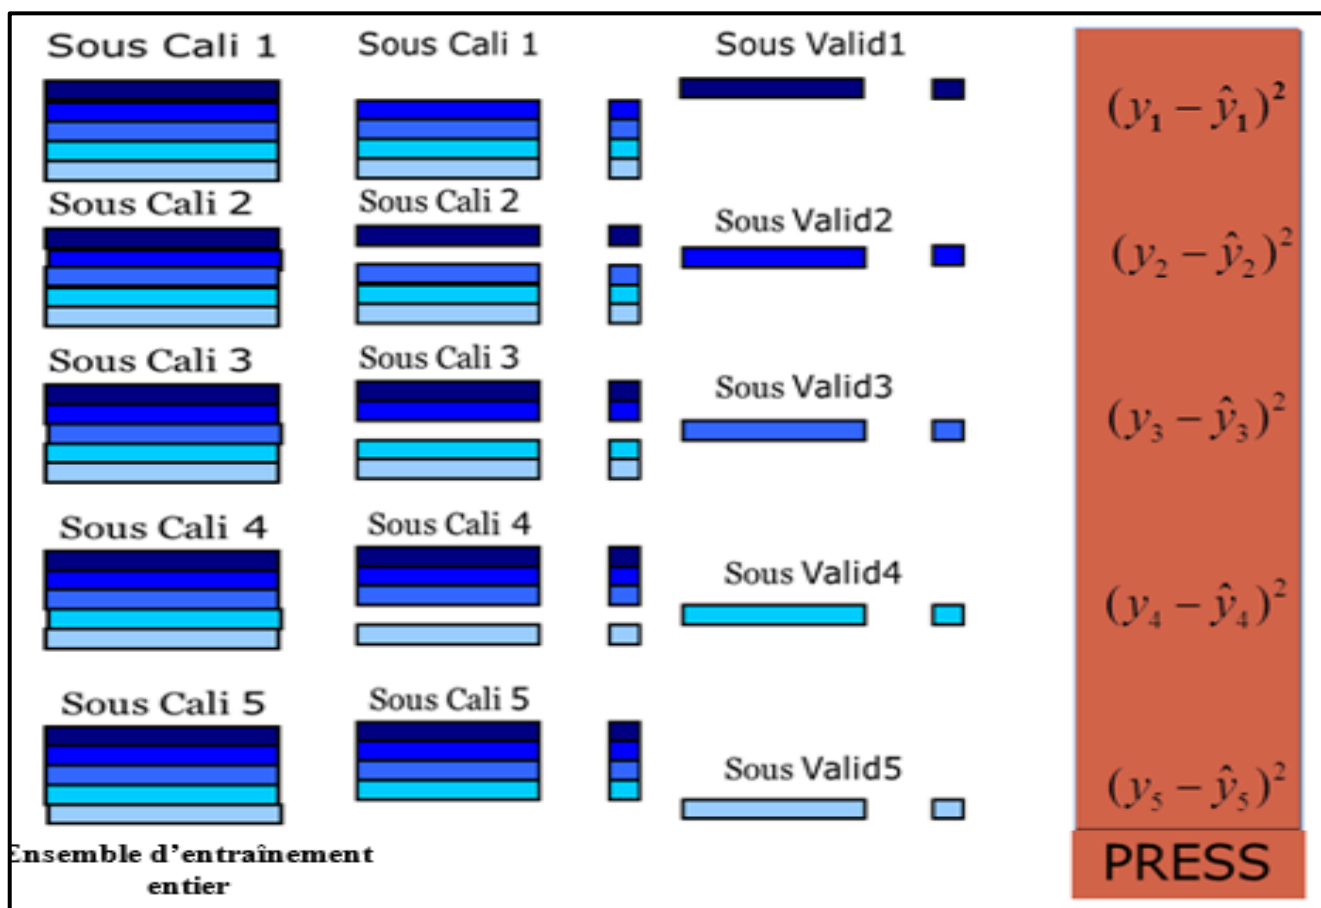 Sous Cali 1
Sous Cali 1
Sous Valid1
(y₁ − ŷ₁)²
Sous Cali 2
Sous Cali 2
Sous Valid2
(y₂ − ŷ₂)²
Sous Cali 3
Sous Cali 3
Sous Valid3
(y₃ − ŷ₃)²
Sous Cali 4
Sous Cali 4
Sous Valid4
(y₄ − ŷ₄)²
Sous Cali 5
Sous Cali 5
Sous Valid5
(y₅ − ŷ₅)²
Ensemble d’entraînement
entier
PRESS